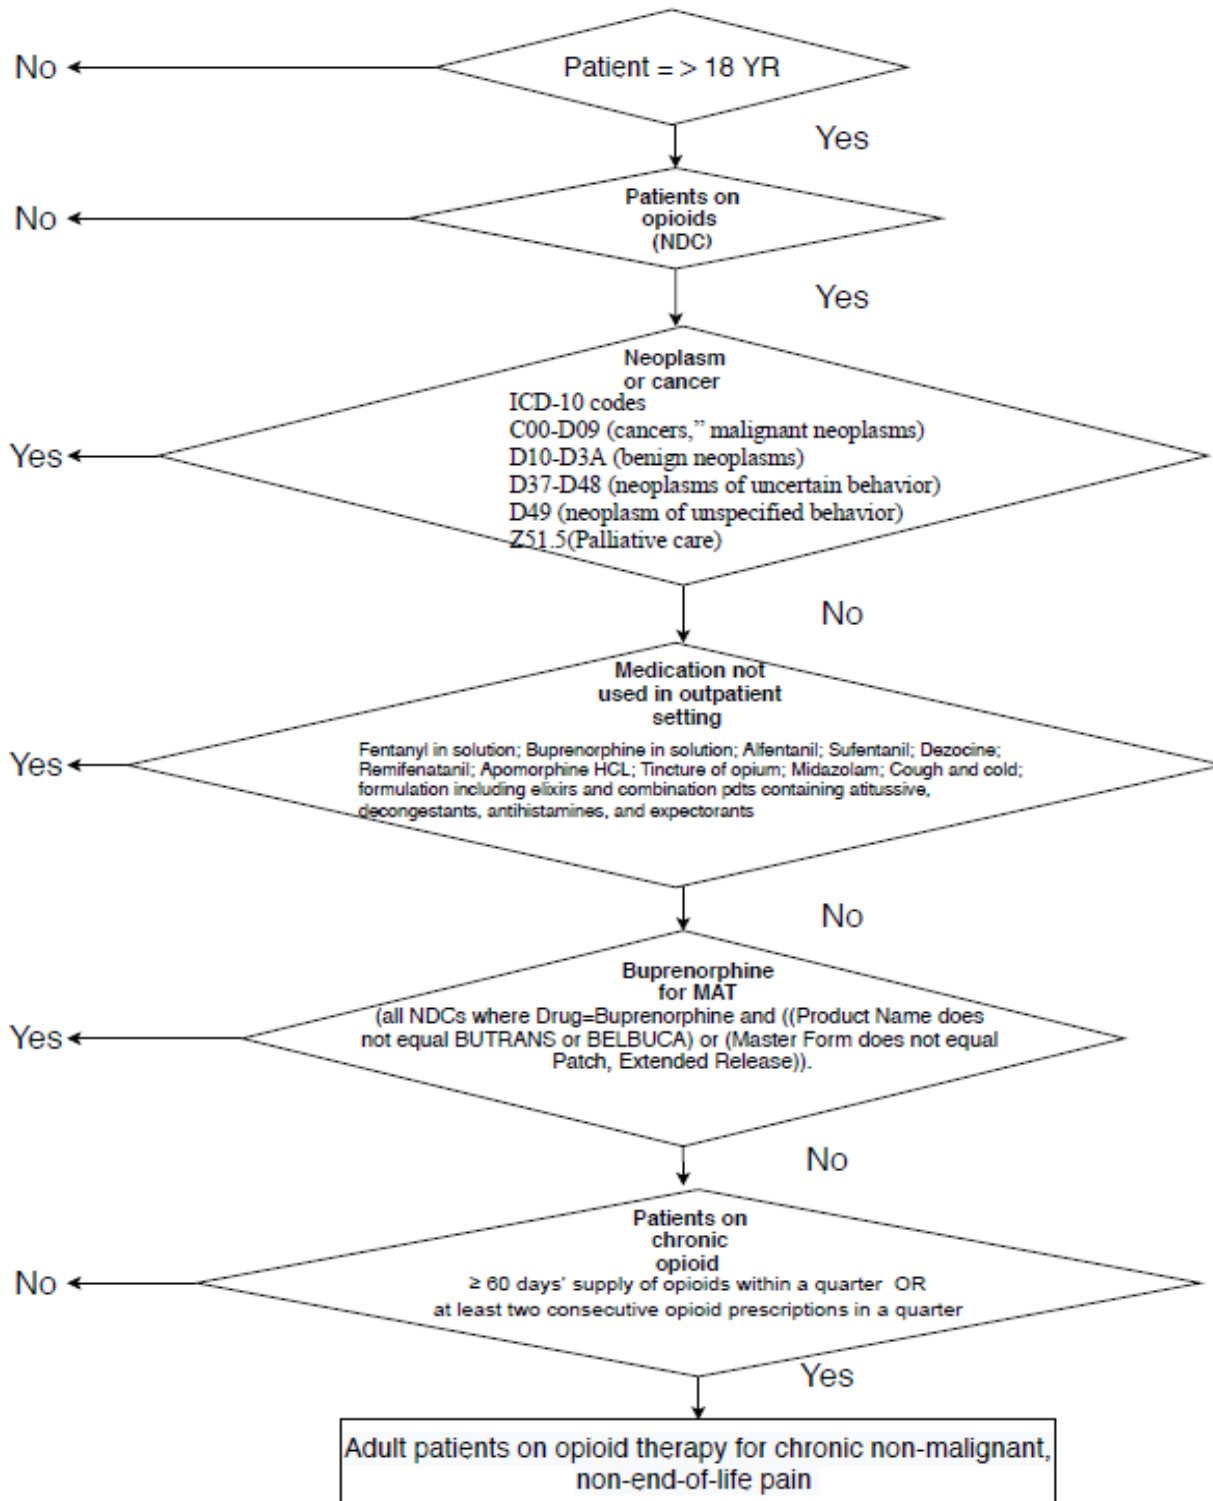 Patient = > 18 YR
No
Yes
Patients on
opioids
(NDC)
No
Yes
Neoplasm
or cancer
ICD-10 codes
C00-D09 (cancers,” malignant neoplasms)
D10-D3A (benign neoplasms)
D37-D48 (neoplasms of uncertain behavior)
D49 (neoplasm of unspecified behavior)
Z51.5(Palliative care)
Yes
No
Medication not
used in outpatient
setting
Fentanyl in solution; Buprenorphine in solution; Alfentanil; Sufentanil; Dezocine;
Remifenatanil; Apomorphine HCL; Tincture of opium; Midazolam; Cough and cold;
formulation including elixirs and combination pdts containing atitussive,
decongestants, antihistamines, and expectorants
Yes
No
Buprenorphine
for MAT
(all NDCs where Drug=Buprenorphine and ((Product Name does
not equal BUTRANS or BELBUCA) or (Master Form does not equal
Patch, Extended Release)).
Yes
No
Patients on
chronic
opioid
≥ 60 days’ supply of opioids within a quarter OR
at least two consecutive opioid prescriptions in a quarter
No
Yes
Adult patients on opioid therapy for chronic non-malignant,
non-end-of-life pain